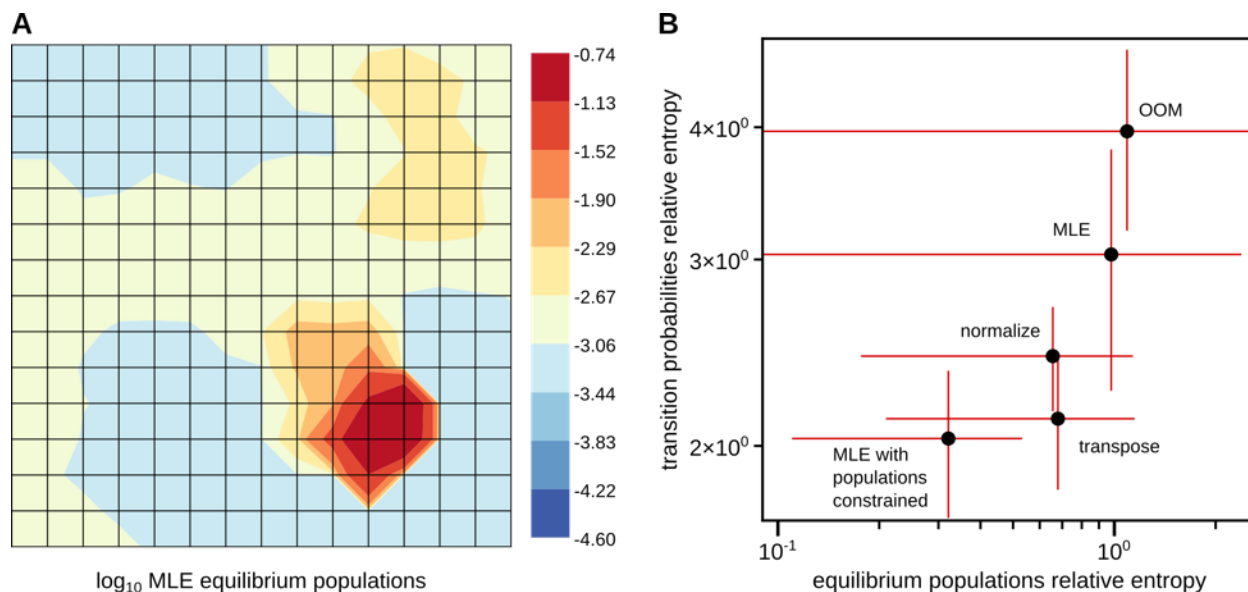 A
-0.74
-1.13
-1.52
-1.90
-2.29
-2.67
-3.06
-3.44
-3.83
-4.22
-4.60
log₁₀ MLE equilibrium populations
B
transition probabilities relative entropy
4×10⁰
3×10⁰
2×10⁰
OOM
MLE
normalize
transpose
MLE with
populations
constrained
10⁻¹
10⁰
equilibrium populations relative entropy